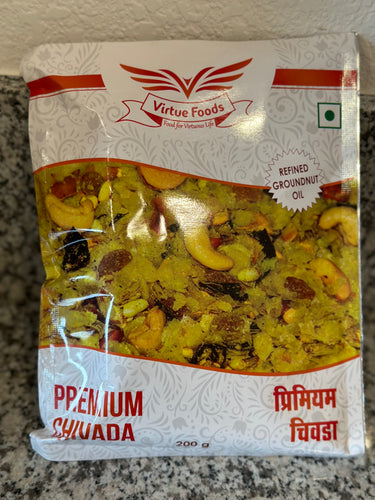 Virtue Foods
Food for Virtuous Life
REFINED
GROUNDNUT
OIL
PREMIUM
CHIVADA
प्रिमियम
चिवडा
200 g